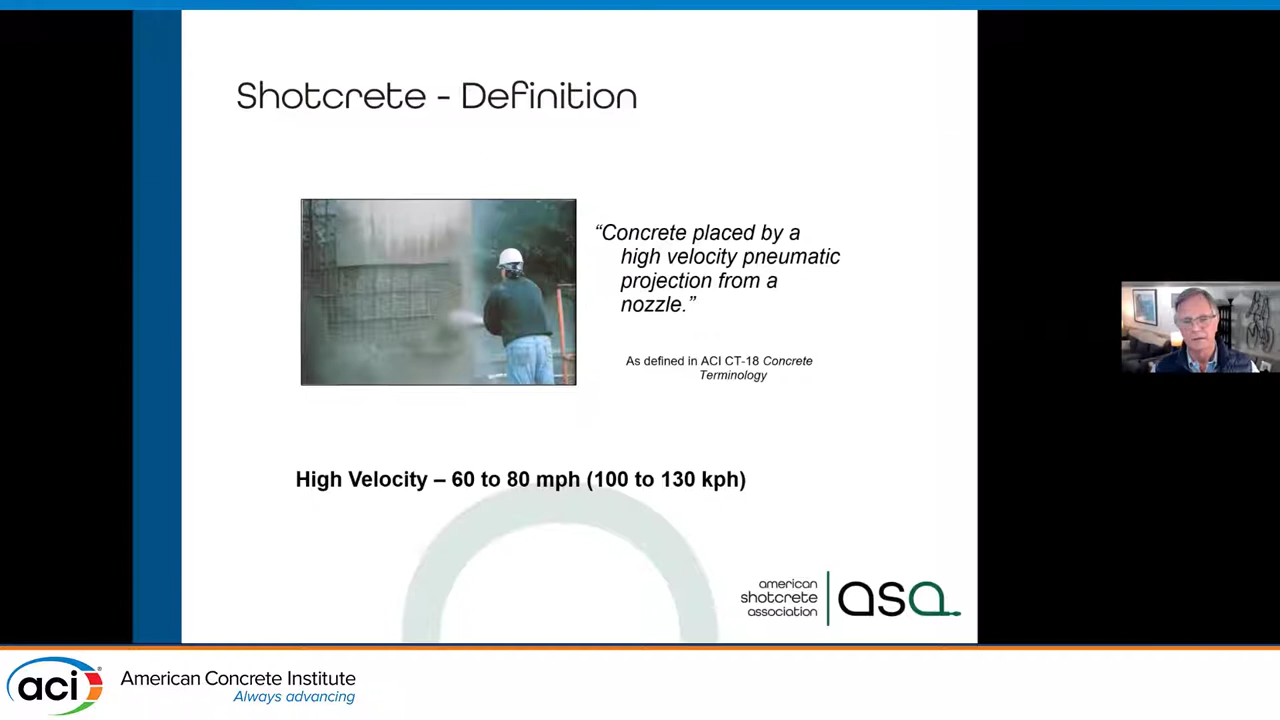 Shotcrete - Definition
“Concrete placed by a
high velocity pneumatic
projection from a
nozzle.”
As defined in ACI CT-18 Concrete
Terminology
High Velocity – 60 to 80 mph (100 to 130 kph)
american
shotcrete
association
asa
aci
®
American Concrete Institute
Always advancing